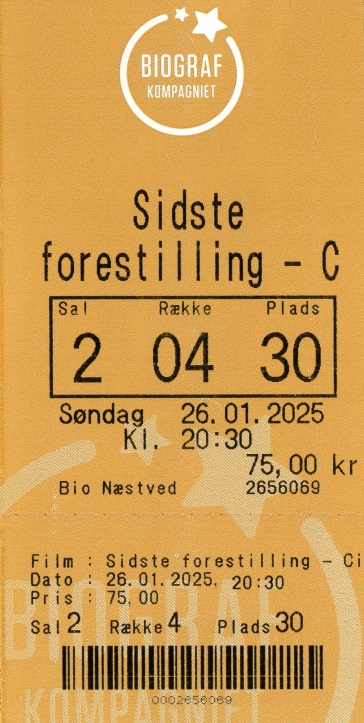 BIOGRAF
KOMPAGNIET
Sidste
forestilling - C
Sal Række Plads
2 04 30
Søndag 26.01.2025
Kl. 20:30
75,00 kr
Bio Næstved 2656069
Film : Sidste forestilling - Ci
Dato : 26.01.2025, 20:30
Pris : 75,00
Sal 2 Række 4 Plads 30
0002656069
BIOGRAF
KOMPAGNIET